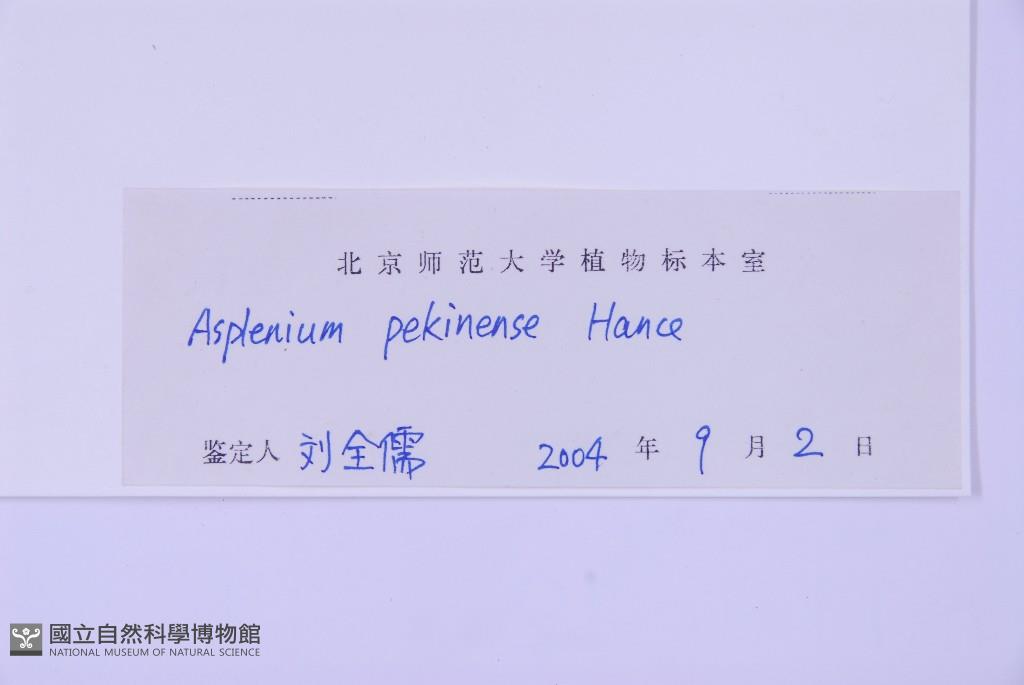 北京师范大学植物标本室
Asplenium pekinense Hance
鉴定人 刘全儒 2004 年 9 月 2 日
國立自然科學博物館
NATIONAL MUSEUM OF NATURAL SCIENCE